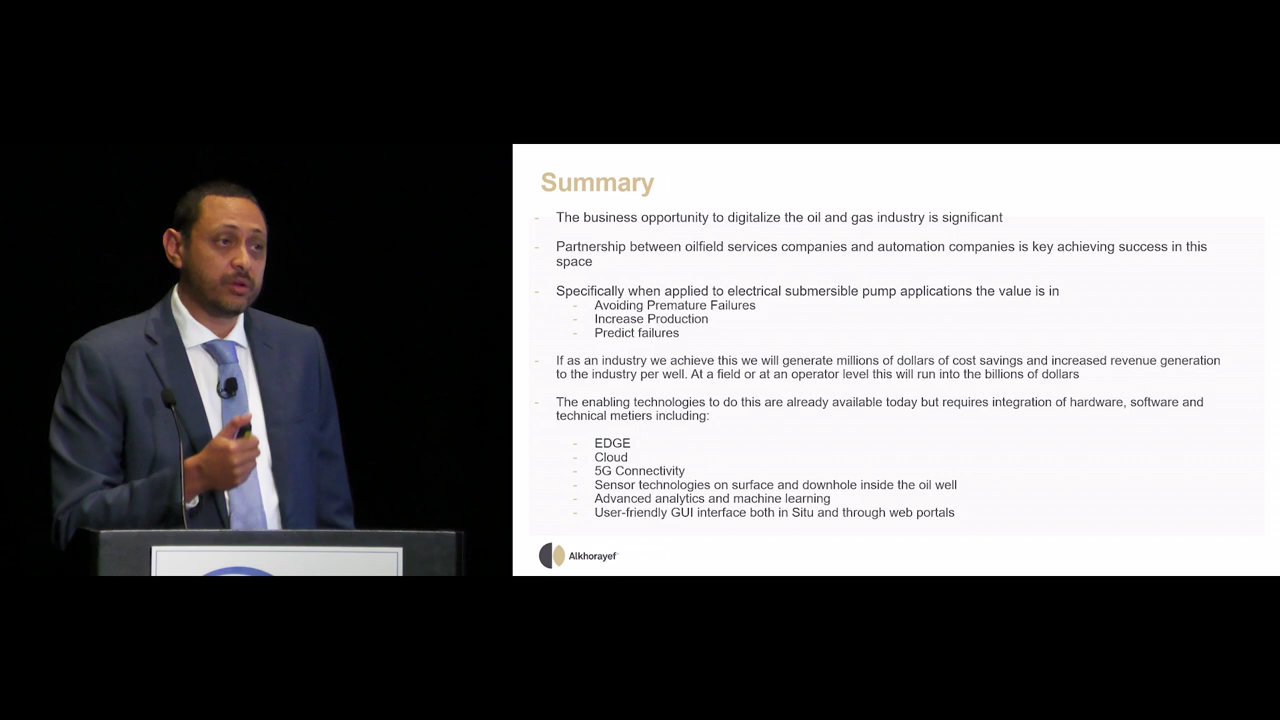 Summary
- The business opportunity to digitalize the oil and gas industry is significant
- Partnership between oilfield services companies and automation companies is key achieving success in this
space
- Specifically when applied to electrical submersible pump applications the value is in
- Avoiding Premature Failures
- Increase Production
- Predict failures
- If as an industry we achieve this we will generate millions of dollars of cost savings and increased revenue generation
to the industry per well. At a field or at an operator level this will run into the billions of dollars
- The enabling technologies to do this are already available today but requires integration of hardware, software and
technical metiers including:
- EDGE
- Cloud
- 5G Connectivity
- Sensor technologies on surface and downhole inside the oil well
- Advanced analytics and machine learning
- User-friendly GUI interface both in Situ and through web portals
Alkhorayef